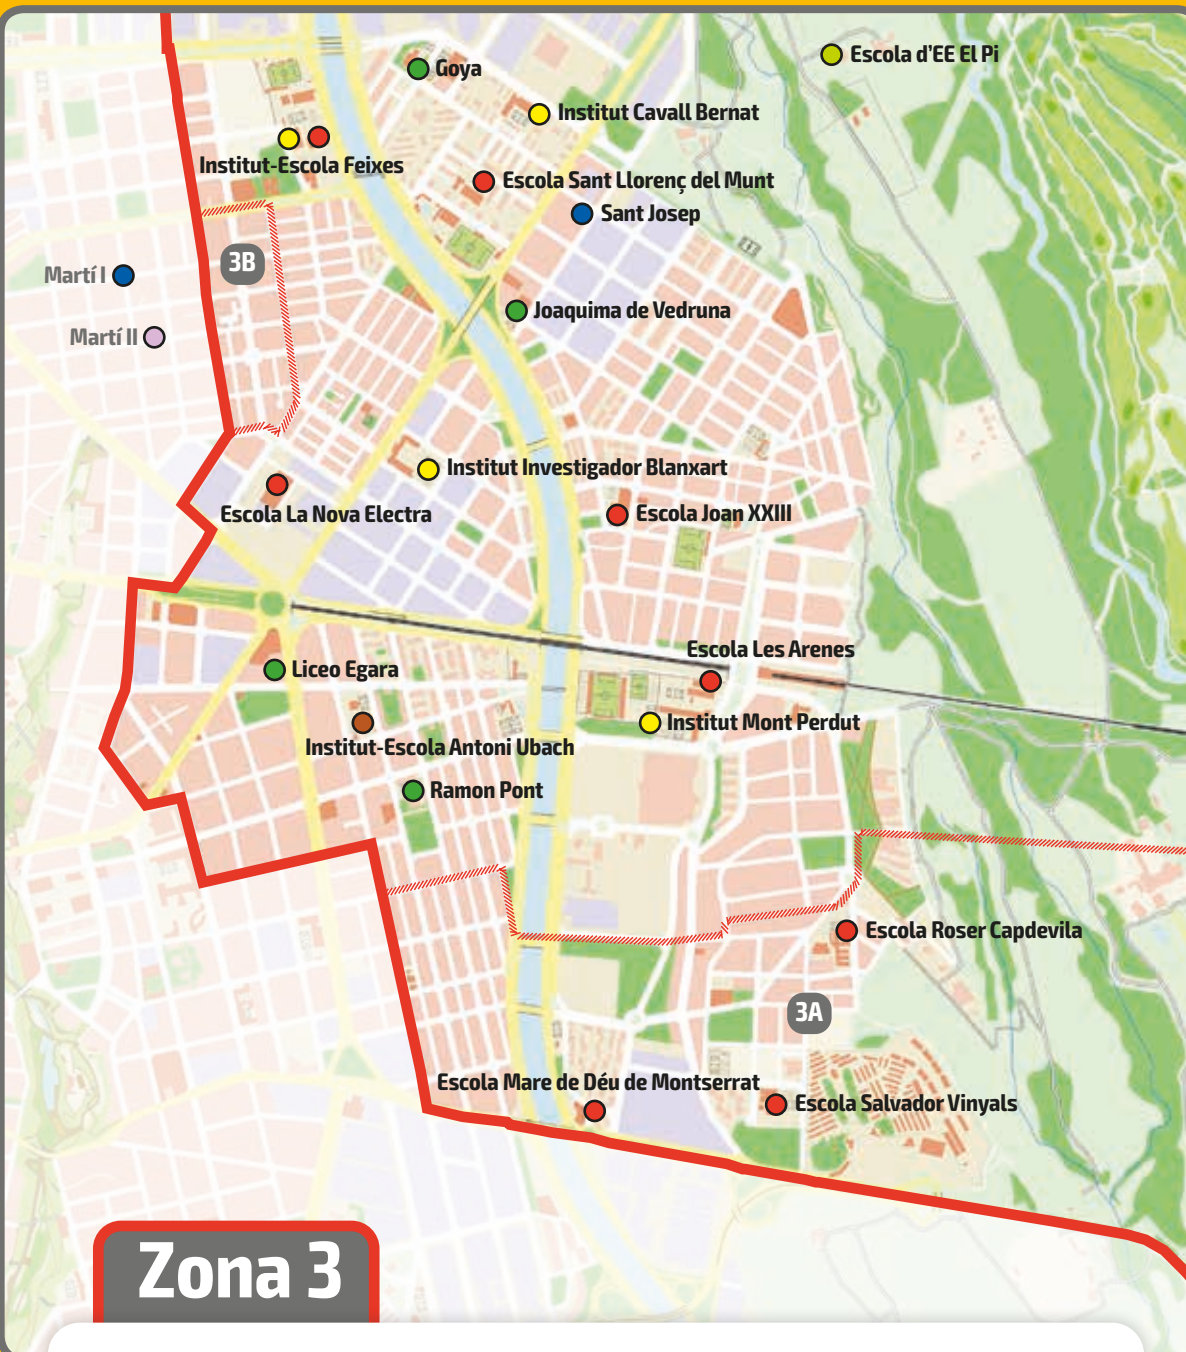 Escola d'EE El Pi
Goya
Institut Cavall Bernat
Institut-Escola Feixes
Escola Sant Llorenç del Munt
Sant Josep
3B
Martí I
Joaquima de Vedruna
Martí II
Institut Investigador Blanxart
Escola La Nova Electra
Escola Joan XXIII
Escola Les Arenes
Liceo Egara
Institut Mont Perdut
Institut-Escola Antoni Ubach
Ramon Pont
Escola Roser Capdevila
3A
Escola Mare de Déu de Montserrat
Escola Salvador Vinyals
Zona 3